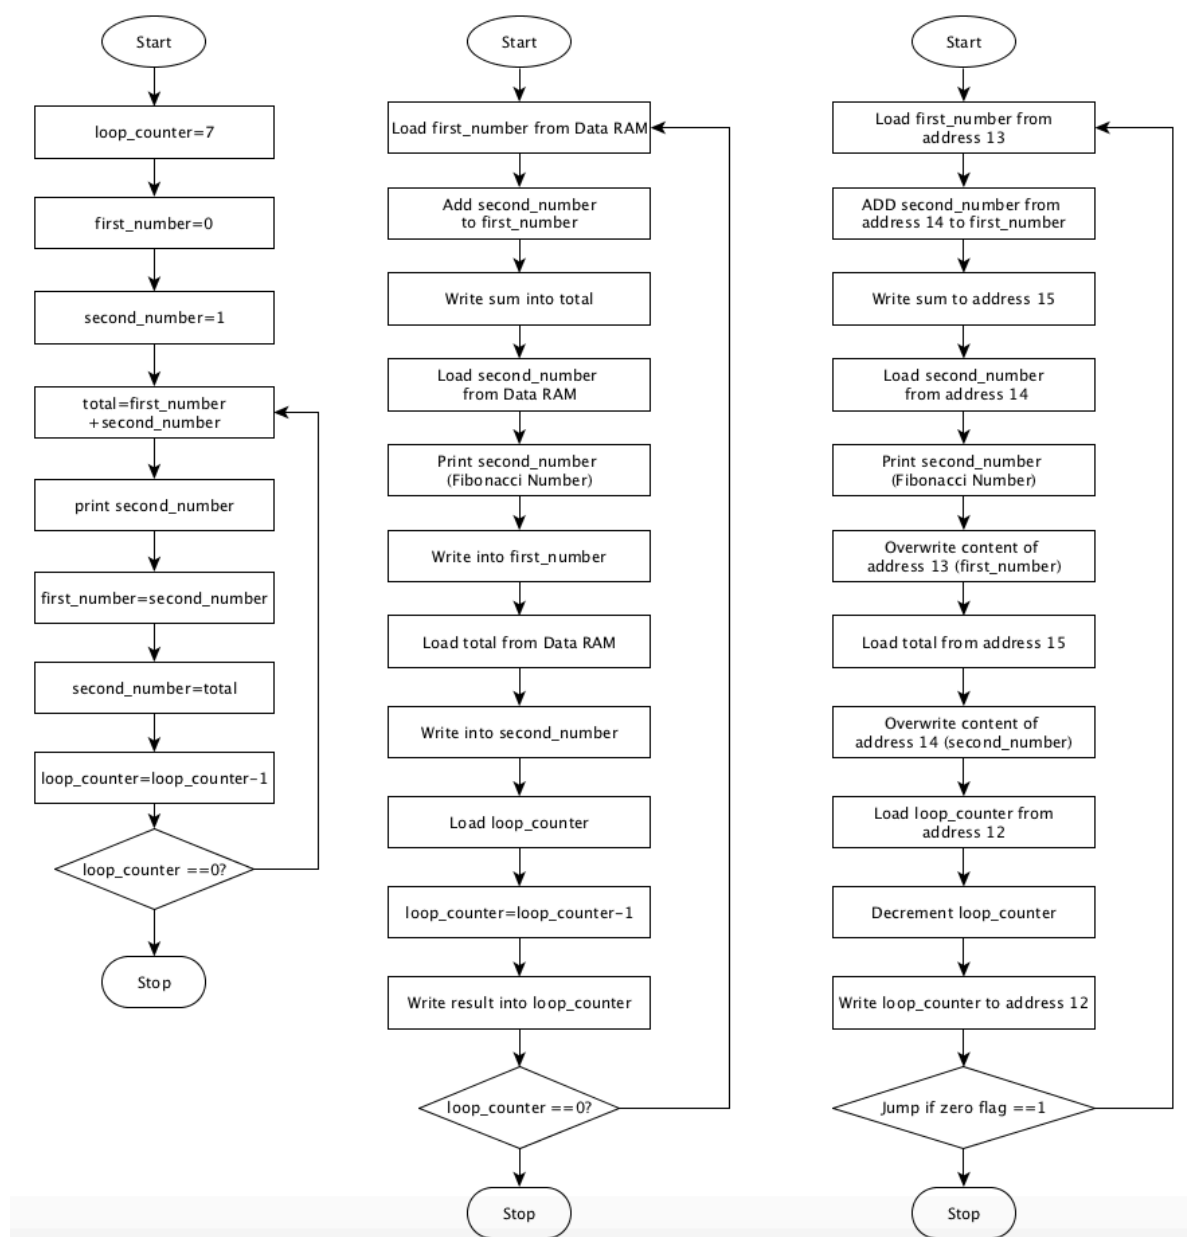 Start
loop_counter=7
first_number=0
second_number=1
total=first_number
+second_number
print second_number
first_number=second_number
second_number=total
loop_counter=loop_counter-1
loop_counter ==0?
Stop
Start
Load first_number from Data RAM
Add second_number
to first_number
Write sum into total
Load second_number
from Data RAM
Print second_number
(Fibonacci Number)
Write into first_number
Load total from Data RAM
Write into second_number
Load loop_counter
loop_counter=loop_counter-1
Write result into loop_counter
loop_counter ==0?
Stop
Start
Load first_number from
address 13
ADD second_number from
address 14 to first_number
Write sum to address 15
Load second_number
from address 14
Print second_number
(Fibonacci Number)
Overwrite content of
address 13 (first_number)
Load total from address 15
Overwrite content of
address 14 (second_number)
Load loop_counter from
address 12
Decrement loop_counter
Write loop_counter to address 12
Jump if zero flag ==1
Stop